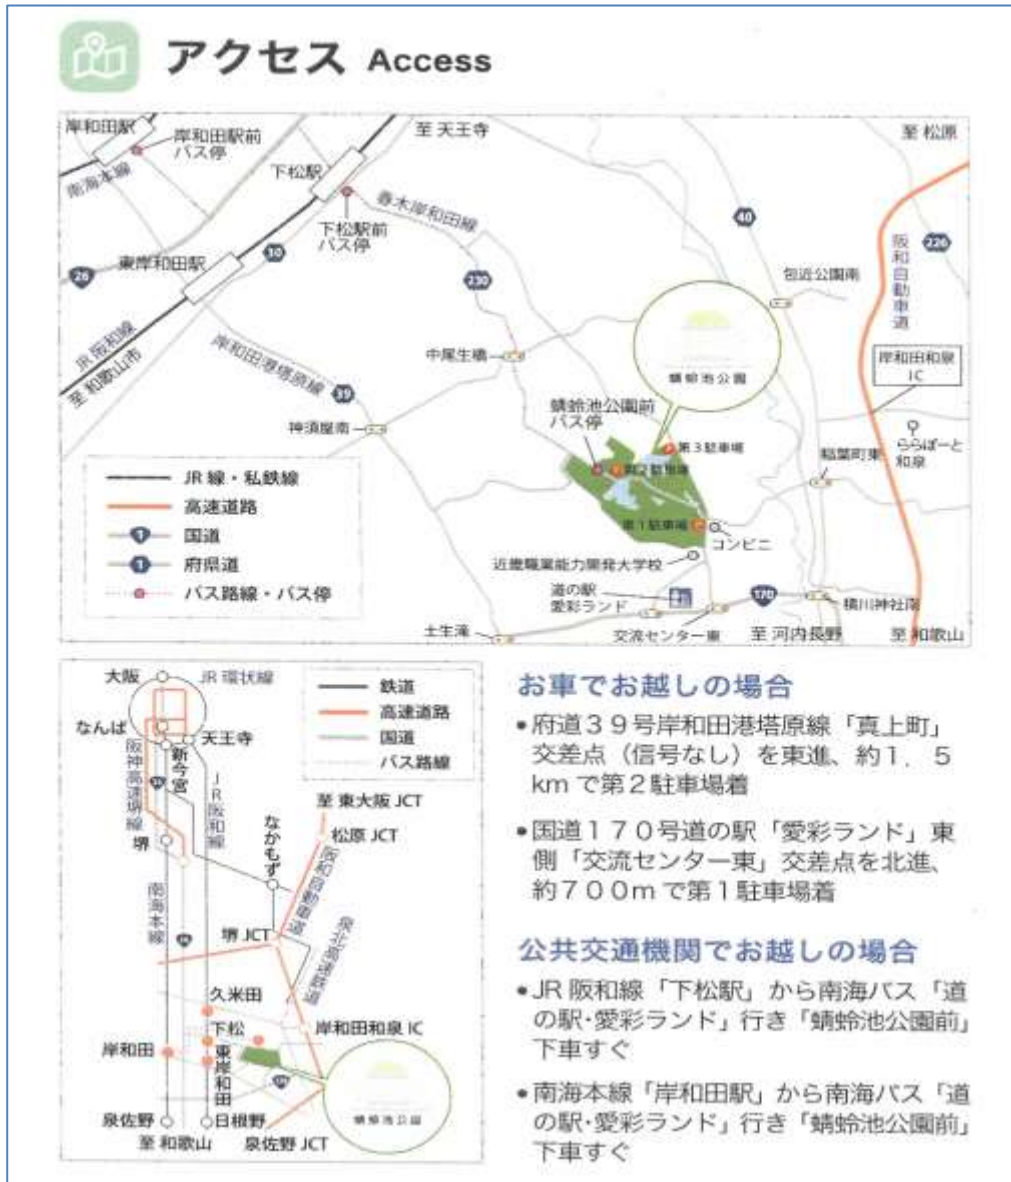 アクセス Access
岸和田駅
岸和田駅前
バス停
南海本線
至 天王寺
至 松原
下松駅
下松駅前
バス停
春木岸和田線
40
226
阪和自動車道
26
東岸和田駅
30
230
包近公園南
JR 阪和線
至 和歌山市
岸和田港塔原線
39
中尾生橋
蜻蛉池公園
岸和田和泉
IC
神須屋南
蜻蛉池公園前
バス停
第3駐車場
第2駐車場
ららぽーと
和泉
稲葉町東
JR 線・私鉄線
高速道路
1 国道
1 府県道
バス路線・バス停
第1駐車場
コンビニ
近畿職業能力開発大学校
道の駅
愛彩ランド
170
積川神社南
土生滝
交流センター東
至 河内長野
至 和歌山
大阪
JR 環状線
なんば
天王寺
新今宮
阪神高速堺線
26
JR 阪和線
堺
なかもず
鉄道
高速道路
国道
バス路線
至 東大阪 JCT
松原 JCT
阪和自動車道
南海本線
堺 JCT
泉北高速鉄道
26
久米田
下松
岸和田
東岸和田
岸和田和泉 IC
170
蜻蛉池公園
泉佐野
日根野
至 和歌山
泉佐野 JCT
お車でお越しの場合
•府道39号岸和田港塔原線「真上町」
交差点（信号なし）を東進、約1．5
km で第2駐車場着
•国道170号道の駅「愛彩ランド」東
側「交流センター東」交差点を北進、
約700m で第1駐車場着
公共交通機関でお越しの場合
•JR 阪和線「下松駅」から南海バス「道
の駅・愛彩ランド」行き「蜻蛉池公園前」
下車すぐ
•南海本線「岸和田駅」から南海バス「道
の駅・愛彩ランド」行き「蜻蛉池公園前」
下車すぐ